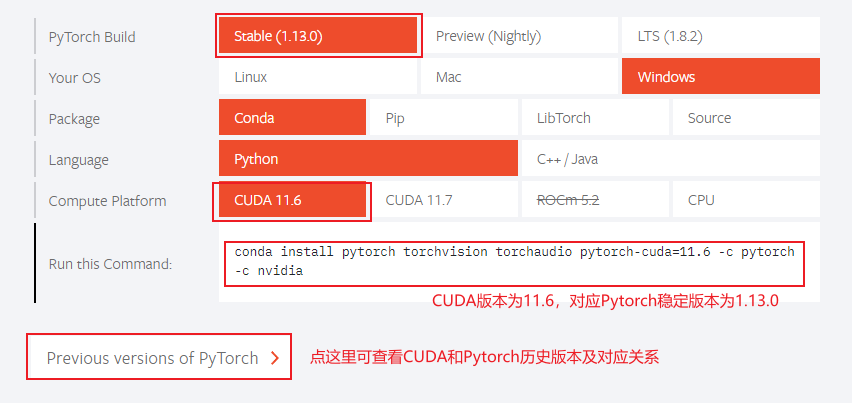 PyTorch Build Stable (1.13.0) Preview (Nightly) LTS (1.8.2)
Your OS Linux Mac Windows
Package Conda Pip LibTorch Source
Language Python C++ / Java
Compute Platform CUDA 11.6 CUDA 11.7 ROCm 5.2 CPU
Run this Command: conda install pytorch torchvision torchaudio pytorch-cuda=11.6 -c pytorch
-c nvidia
CUDA版本为11.6，对应Pytorch稳定版本为1.13.0
Previous versions of PyTorch 点这里可查看CUDA和Pytorch历史版本及对应关系